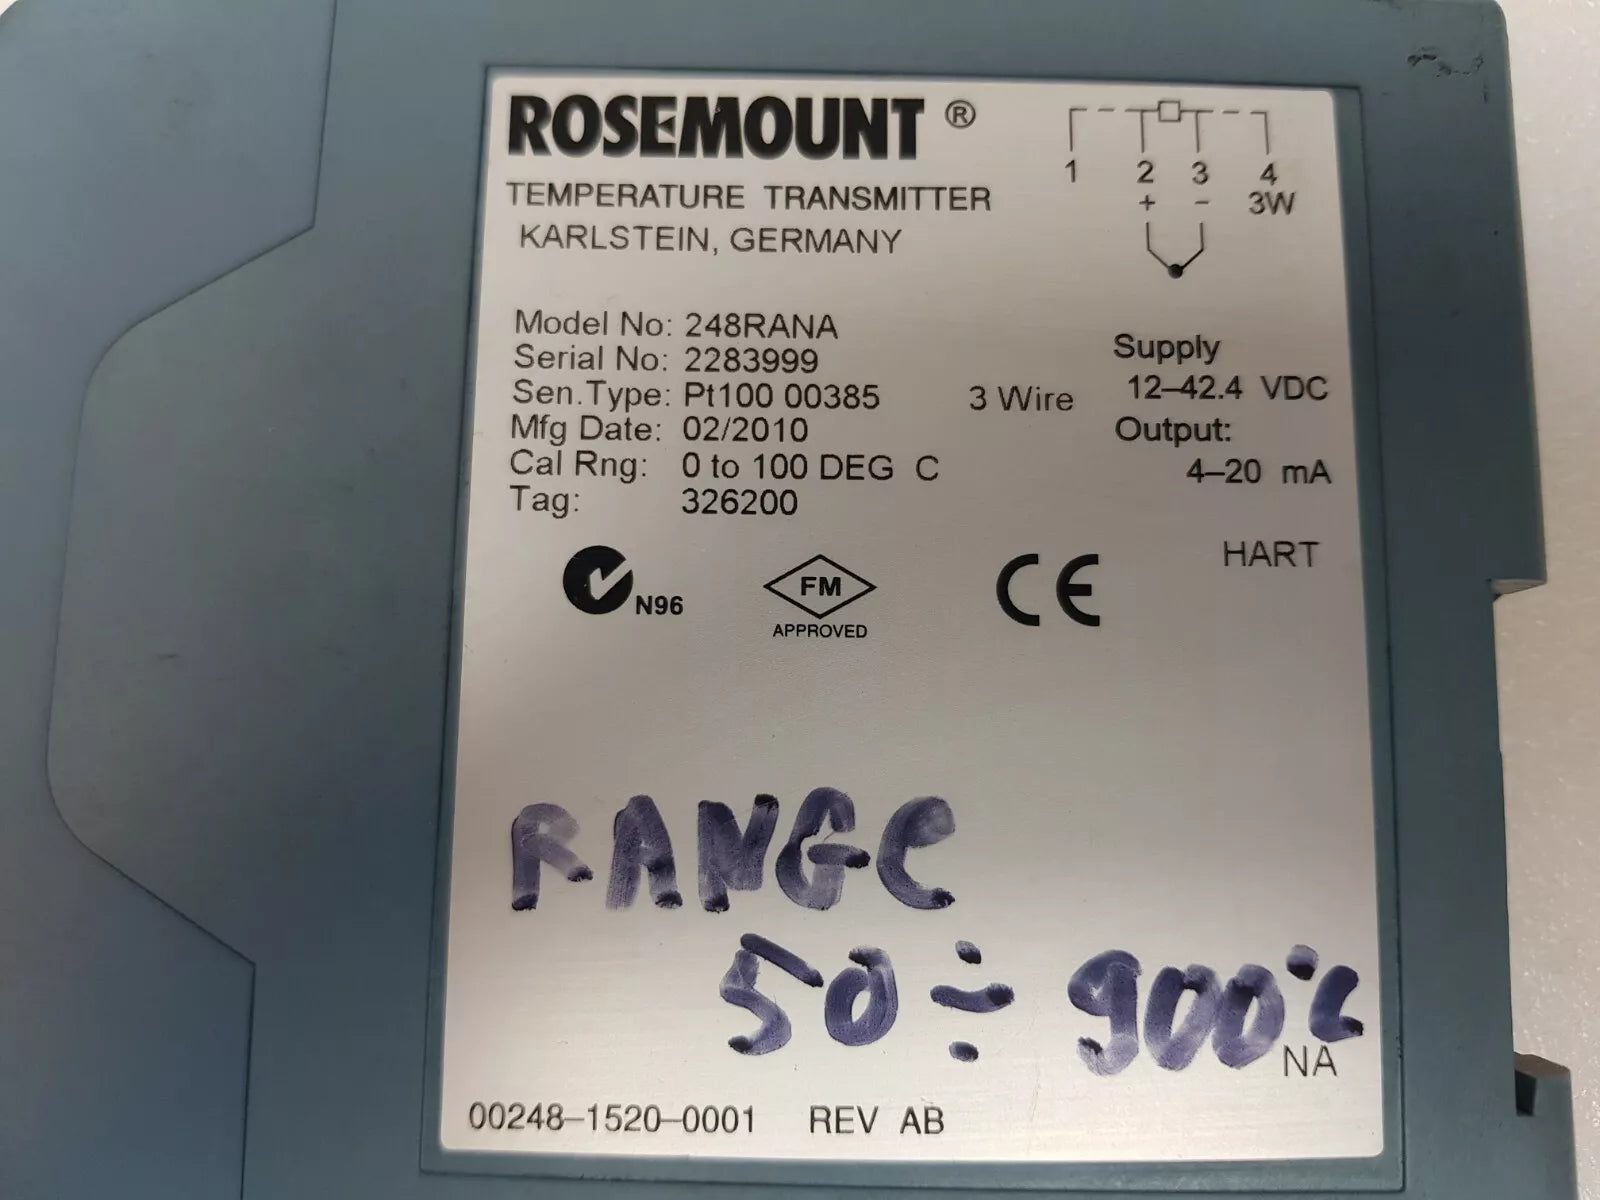 ROSEMOUNT ®
TEMPERATURE TRANSMITTER
KARLSTEIN, GERMANY
1 2 3 4
+ − 3W
Model No: 248RANA
Serial No: 2283999
Sen.Type: Pt100 00385 3 Wire
Mfg Date: 02/2010
Cal Rng: 0 to 100 DEG C
Tag: 326200
Supply
12–42.4 VDC
Output:
4–20 mA
HART
N96
FM
APPROVED
CE
RANGE
50 ÷ 900°C
NA
00248–1520–0001 REV AB